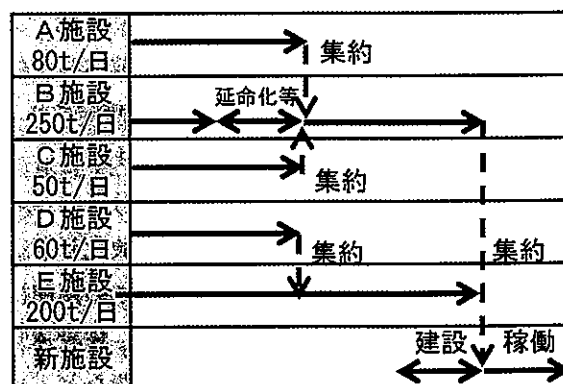 A施設
80t/日
集約
B施設
250t/日
延命化等
C施設
50t/日
集約
D施設
60t/日
集約
集約
E施設
200t/日
新施設
建設
稼働